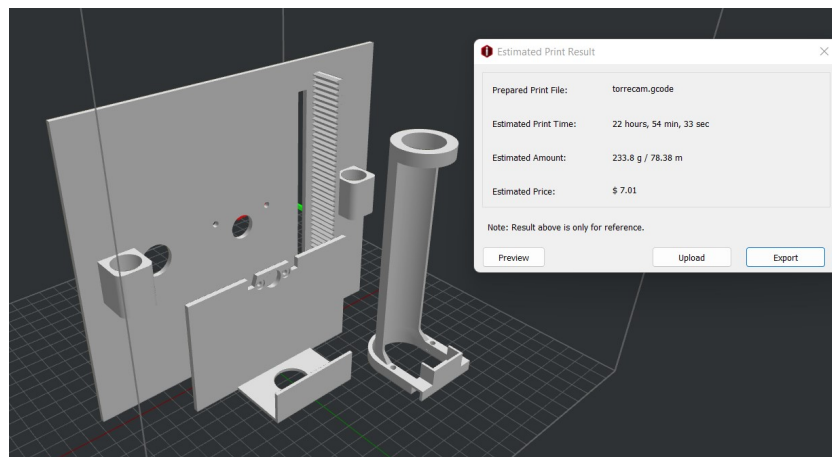 Estimated Print Result
Prepared Print File: torrecam.gcode
Estimated Print Time: 22 hours, 54 min, 33 sec
Estimated Amount: 233.8 g / 78.38 m
Estimated Price: $ 7.01
Note: Result above is only for reference.
Preview Upload Export